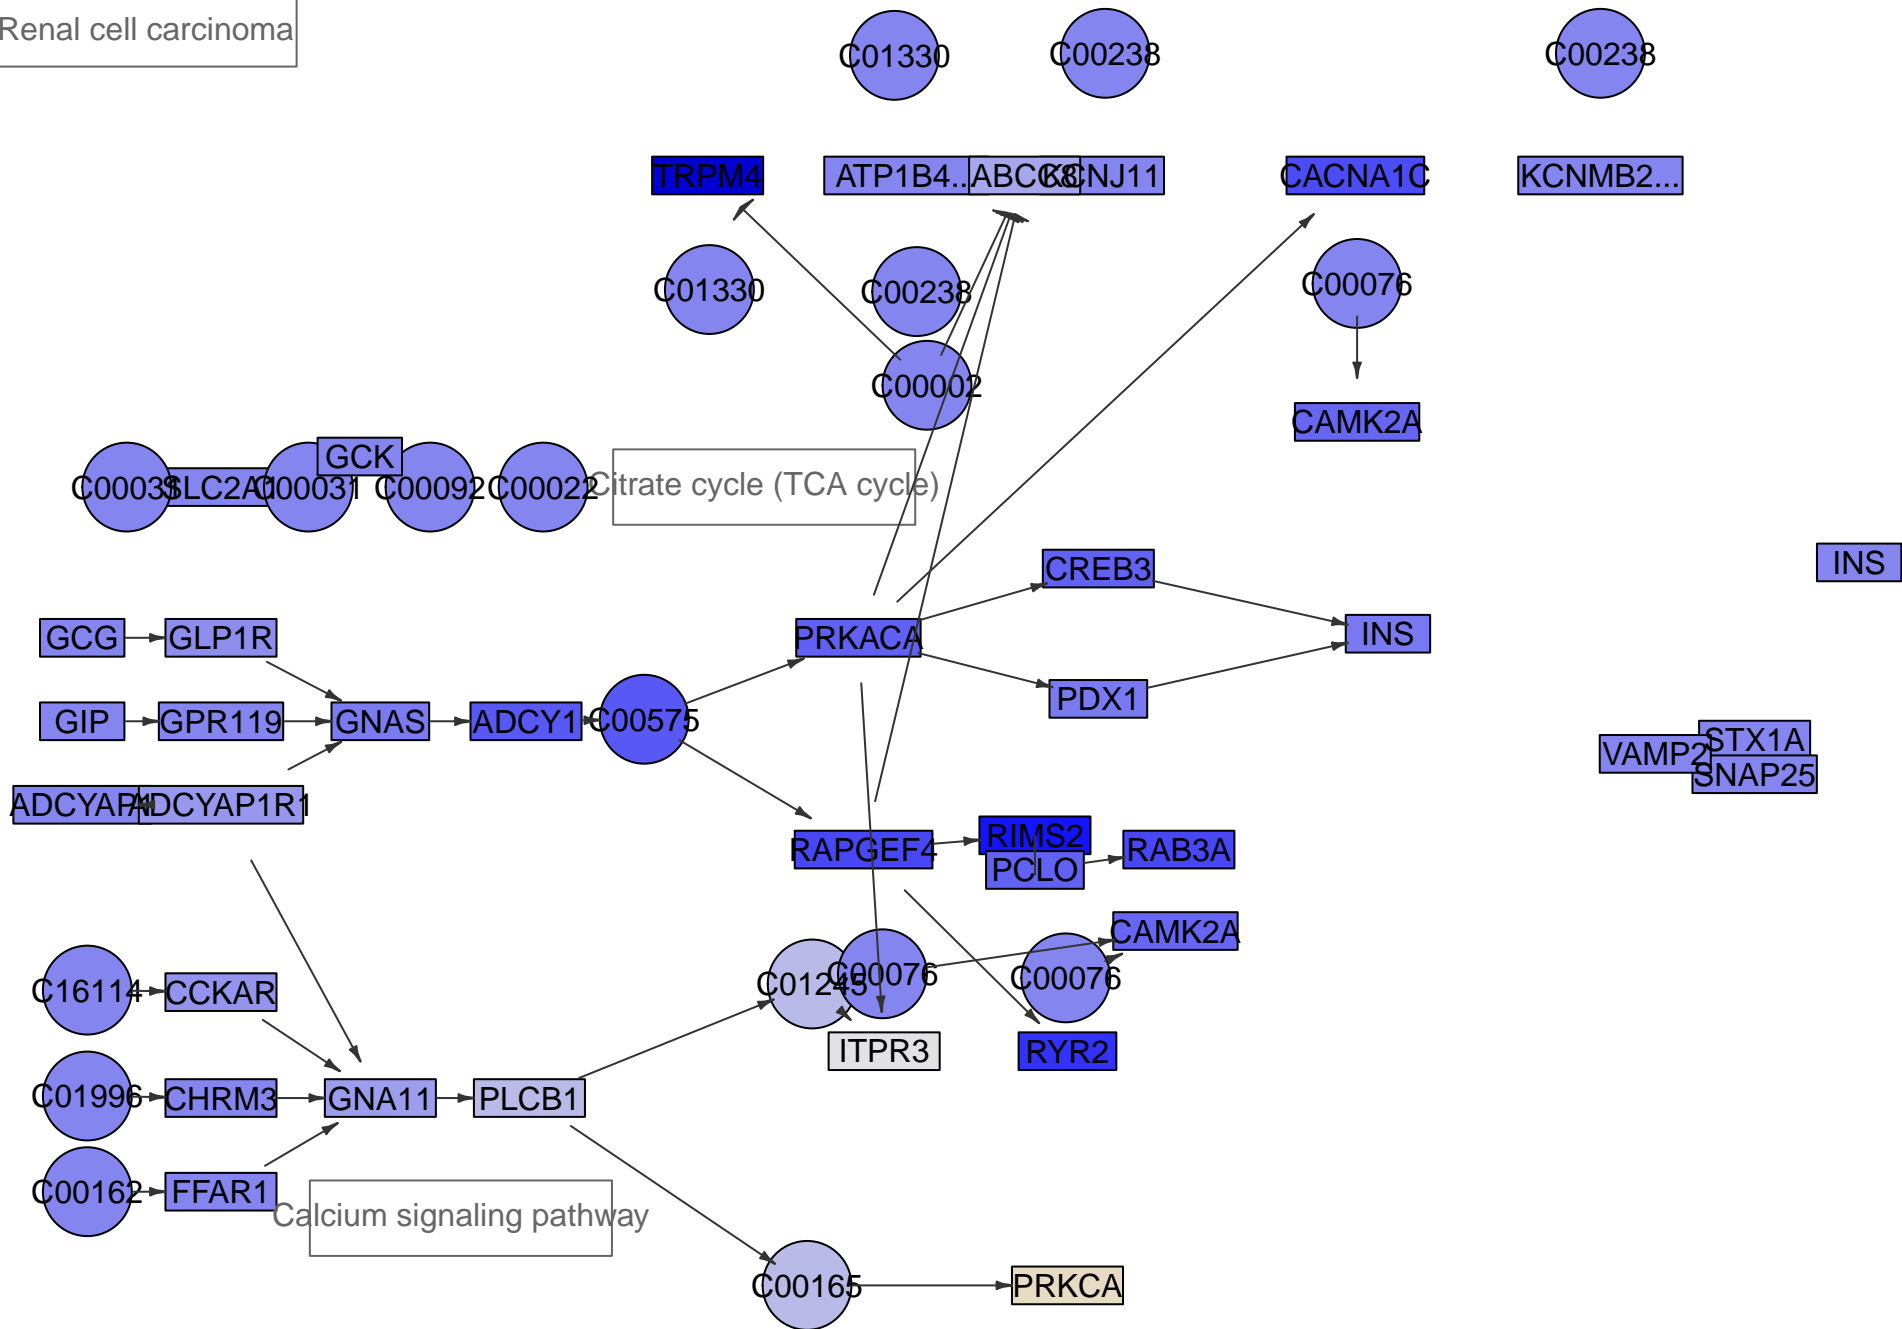 Renal cell carcinoma
C01330
C00238
C00238
TRPM4
ATP1B4...
ABCC8
KCNJ11
CACNA1C
KCNMB2...
C01330
C00238
C00076
C00002
CAMK2A
GCK
C00031
SLC2A1
C00031
C00092
C00022
Citrate cycle (TCA cycle)
CREB3
INS
GCG
GLP1R
PRKACA
INS
PDX1
GIP
GPR119
GNAS
ADCY1
C00575
STX1A
VAMP2
SNAP25
ADCYAP1
ADCYAP1R1
RIMS2
RAPGEF4
RAB3A
PCLO
CAMK2A
C01245
C00076
C00076
C16114
CCKAR
ITPR3
RYR2
C01996
CHRM3
GNA11
PLCB1
C00162
FFAR1
Calcium signaling pathway
C00165
PRKCA